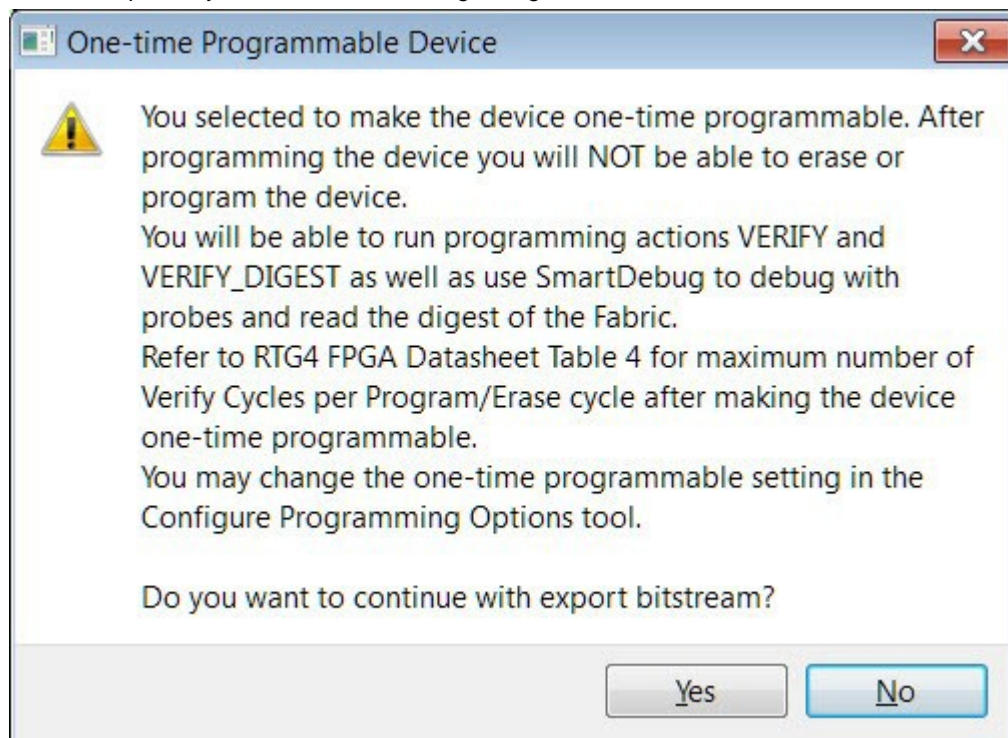 One-time Programmable Device
You selected to make the device one-time programmable. After
programming the device you will NOT be able to erase or
program the device.
You will be able to run programming actions VERIFY and
VERIFY_DIGEST as well as use SmartDebug to debug with
probes and read the digest of the Fabric.
Refer to RTG4 FPGA Datasheet Table 4 for maximum number of
Verify Cycles per Program/Erase cycle after making the device
one-time programmable.
You may change the one-time programmable setting in the
Configure Programming Options tool.
Do you want to continue with export bitstream?
Yes
No